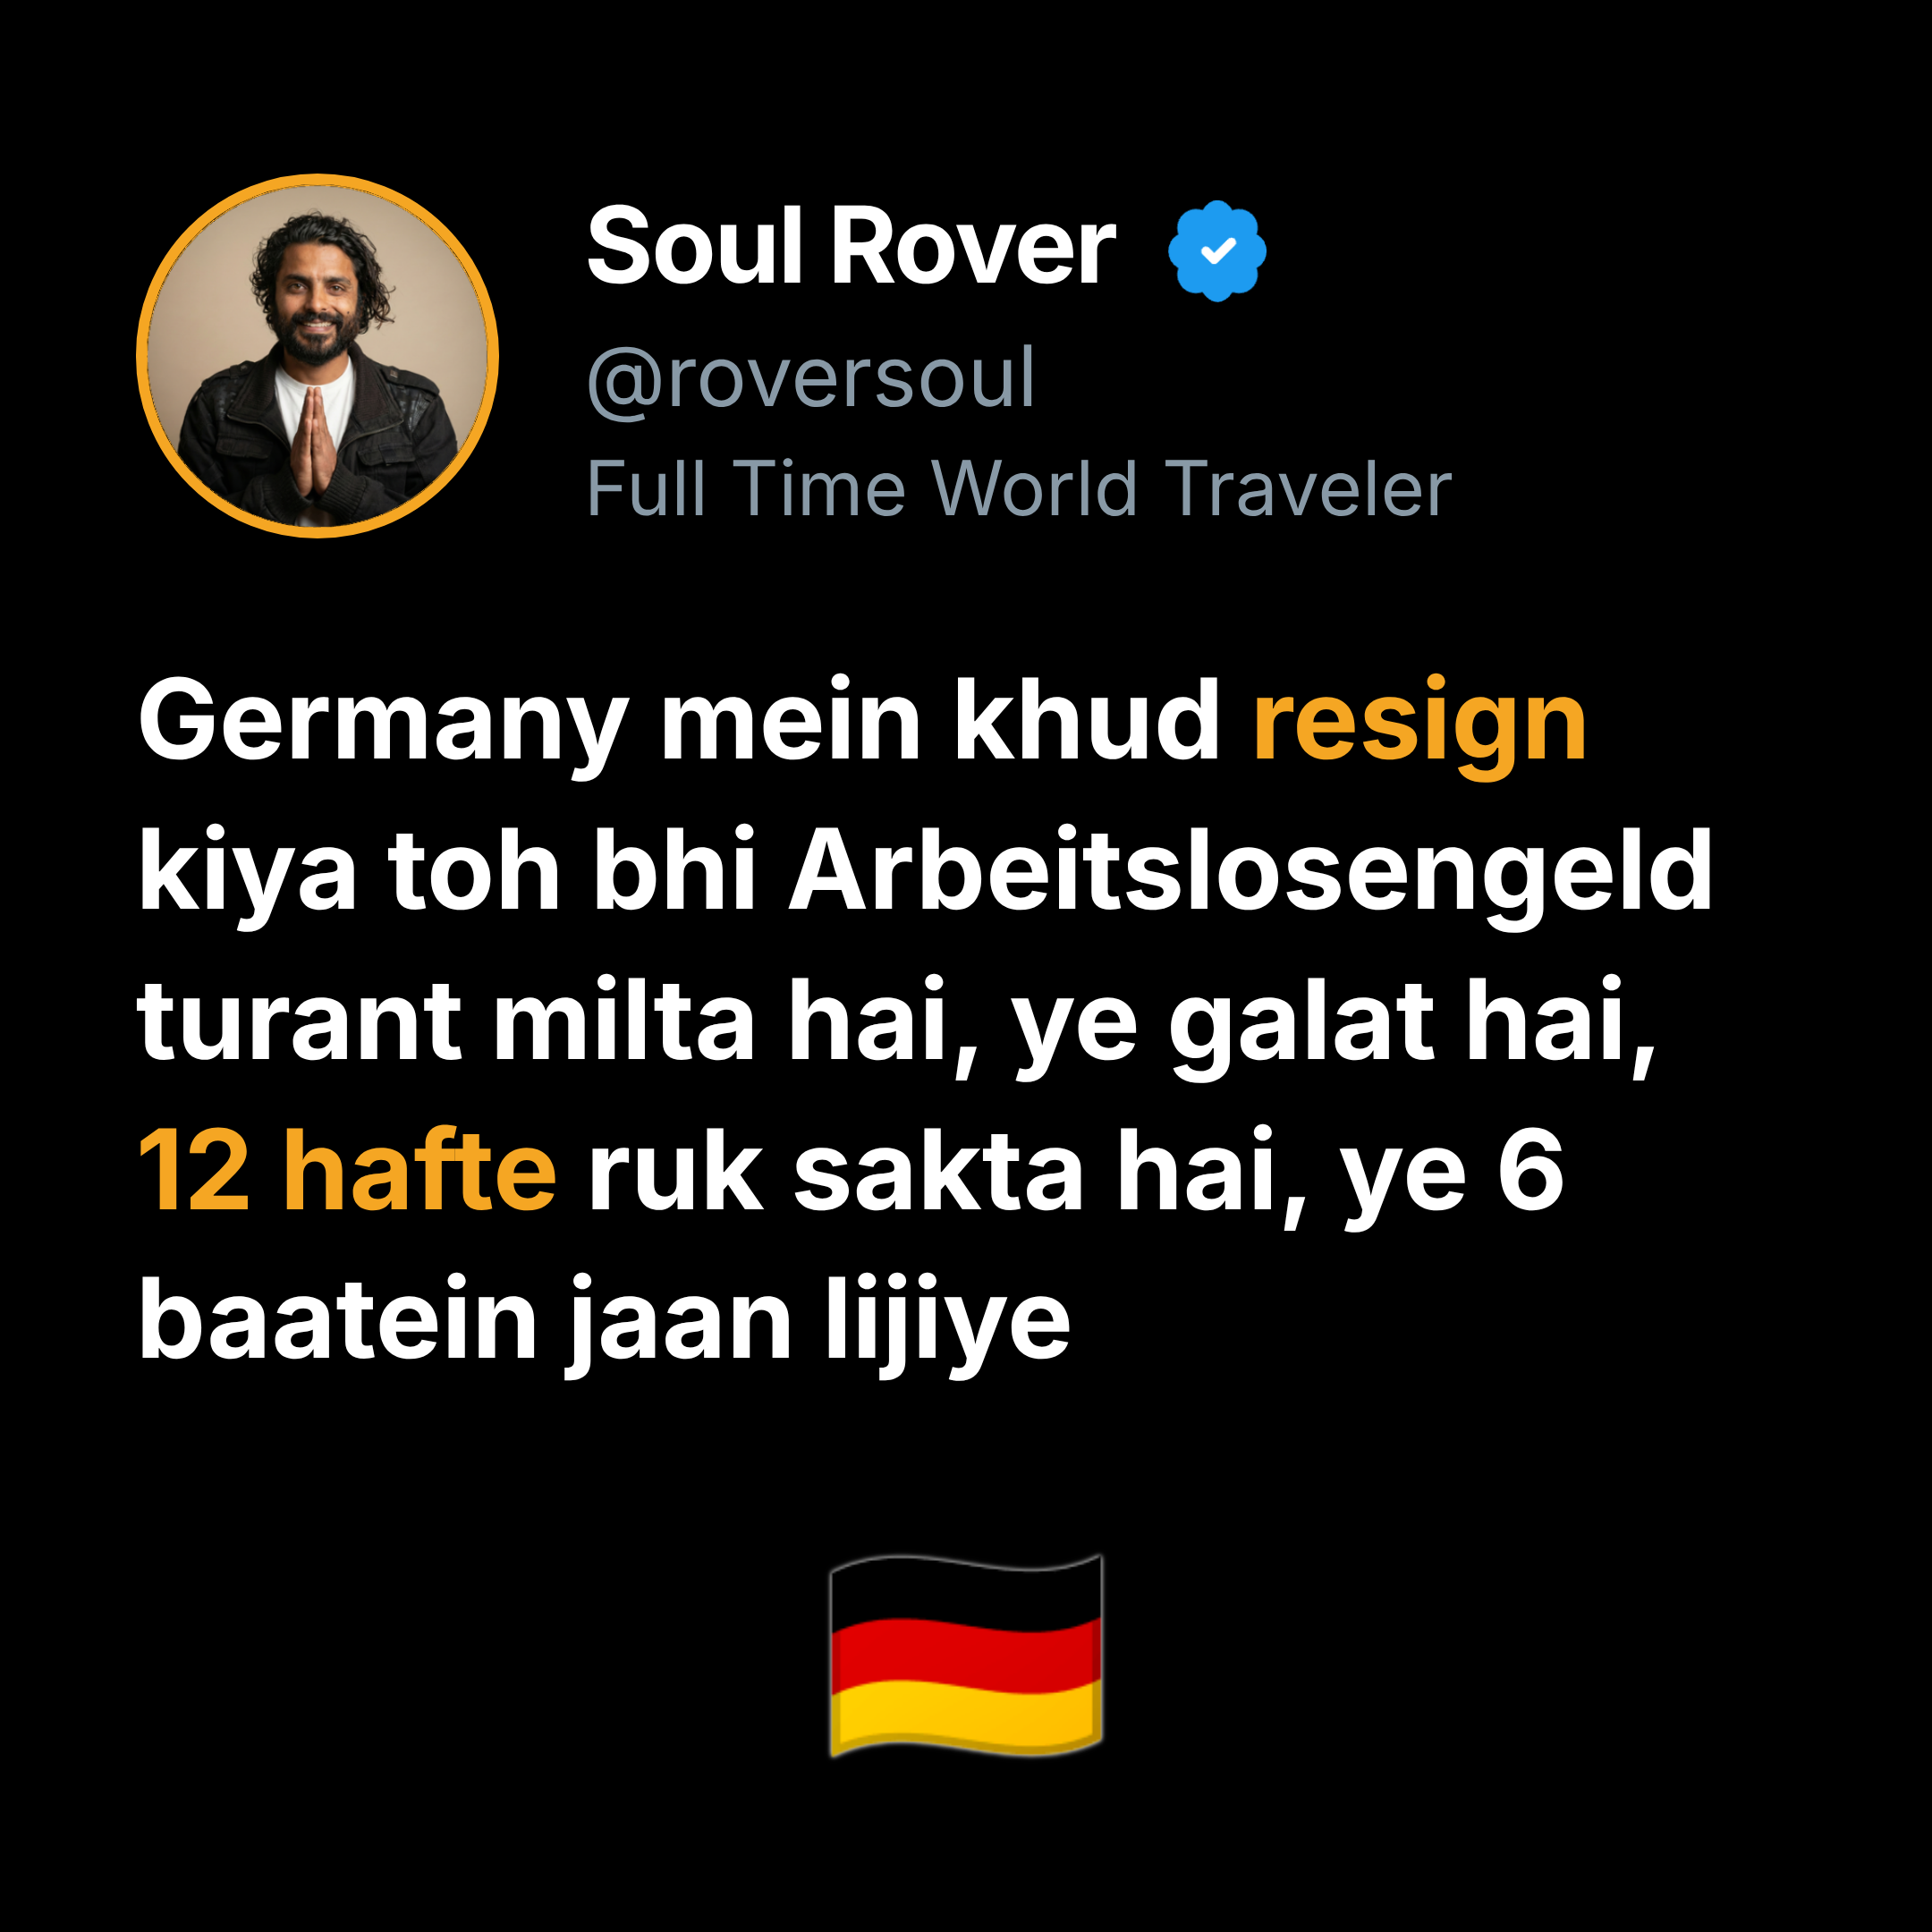 Soul Rover
@roversoul
Full Time World Traveler
Germany mein khud resign
kiya toh bhi Arbeitslosengeld
turant milta hai, ye galat hai,
12 hafte ruk sakta hai, ye 6
baatein jaan lijiye